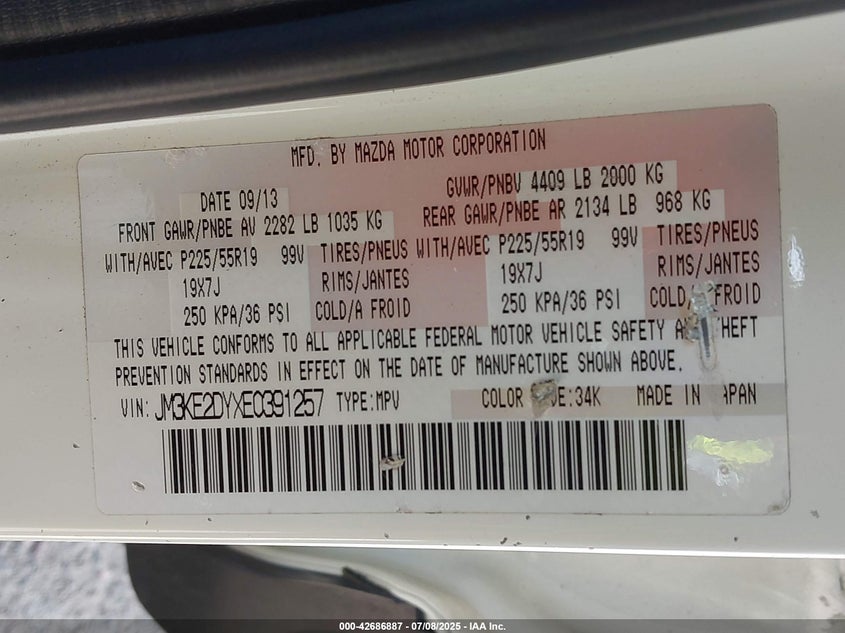 MFD. BY MAZDA MOTOR CORPORATION
DATE 09/13 GVWR/PNBV 4409 LB 2000 KG
FRONT GAWR/PNBE AV 2282 LB 1035 KG REAR GAWR/PNBE AR 2134 LB 968 KG
WITH/AVEC P225/55R19 99V TIRES/PNEUS WITH/AVEC P225/55R19 99V TIRES/PNEUS
19X7J RIMS/JANTES 19X7J RIMS/JANTES
250 KPA/36 PSI COLD/A FROID 250 KPA/36 PSI COLD/A FROID
THIS VEHICLE CONFORMS TO ALL APPLICABLE FEDERAL MOTOR VEHICLE SAFETY AND THEFT
PREVENTION STANDARDS IN EFFECT ON THE DATE OF MANUFACTURE SHOWN ABOVE.
VIN: JM3KE2DYXE0391257 TYPE:MPV COLOR :34K MADE IN JAPAN
000-42686887 - 07/08/2025 - IAA Inc.